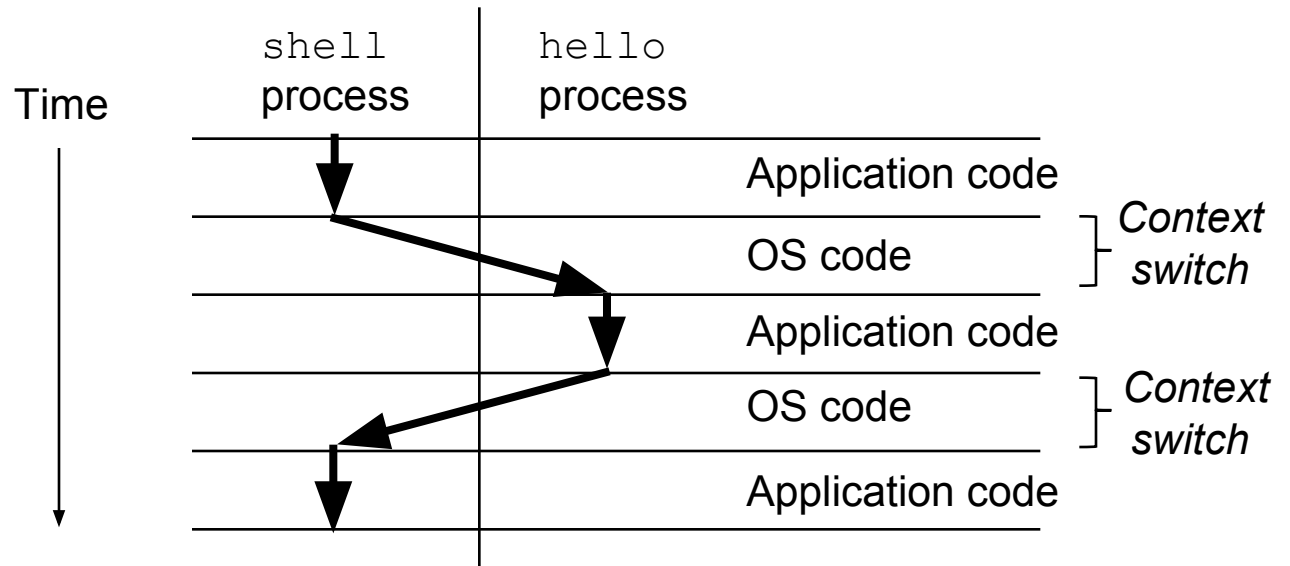 shell
process
hello
process
Time
Application code
OS code
Context
switch
Application code
OS code
Context
switch
Application code